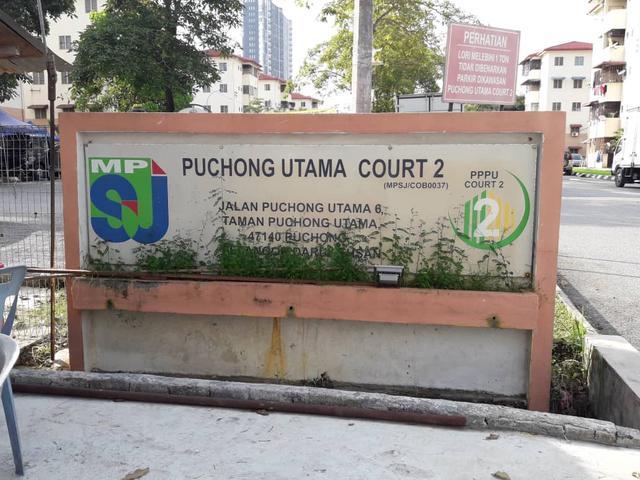 PERHATIAN
LORI MELEBIHI 1 TON
TIDAK DIBENARKAN
PARKIR DIKAWASAN
PUCHONG UTAMA COURT 2
MP
SJ
PUCHONG UTAMA COURT 2
(MPSJ/COB0037)
JALAN PUCHONG UTAMA 6,
TAMAN PUCHONG UTAMA,
47140 PUCHONG,
PPPU
COURT 2
2